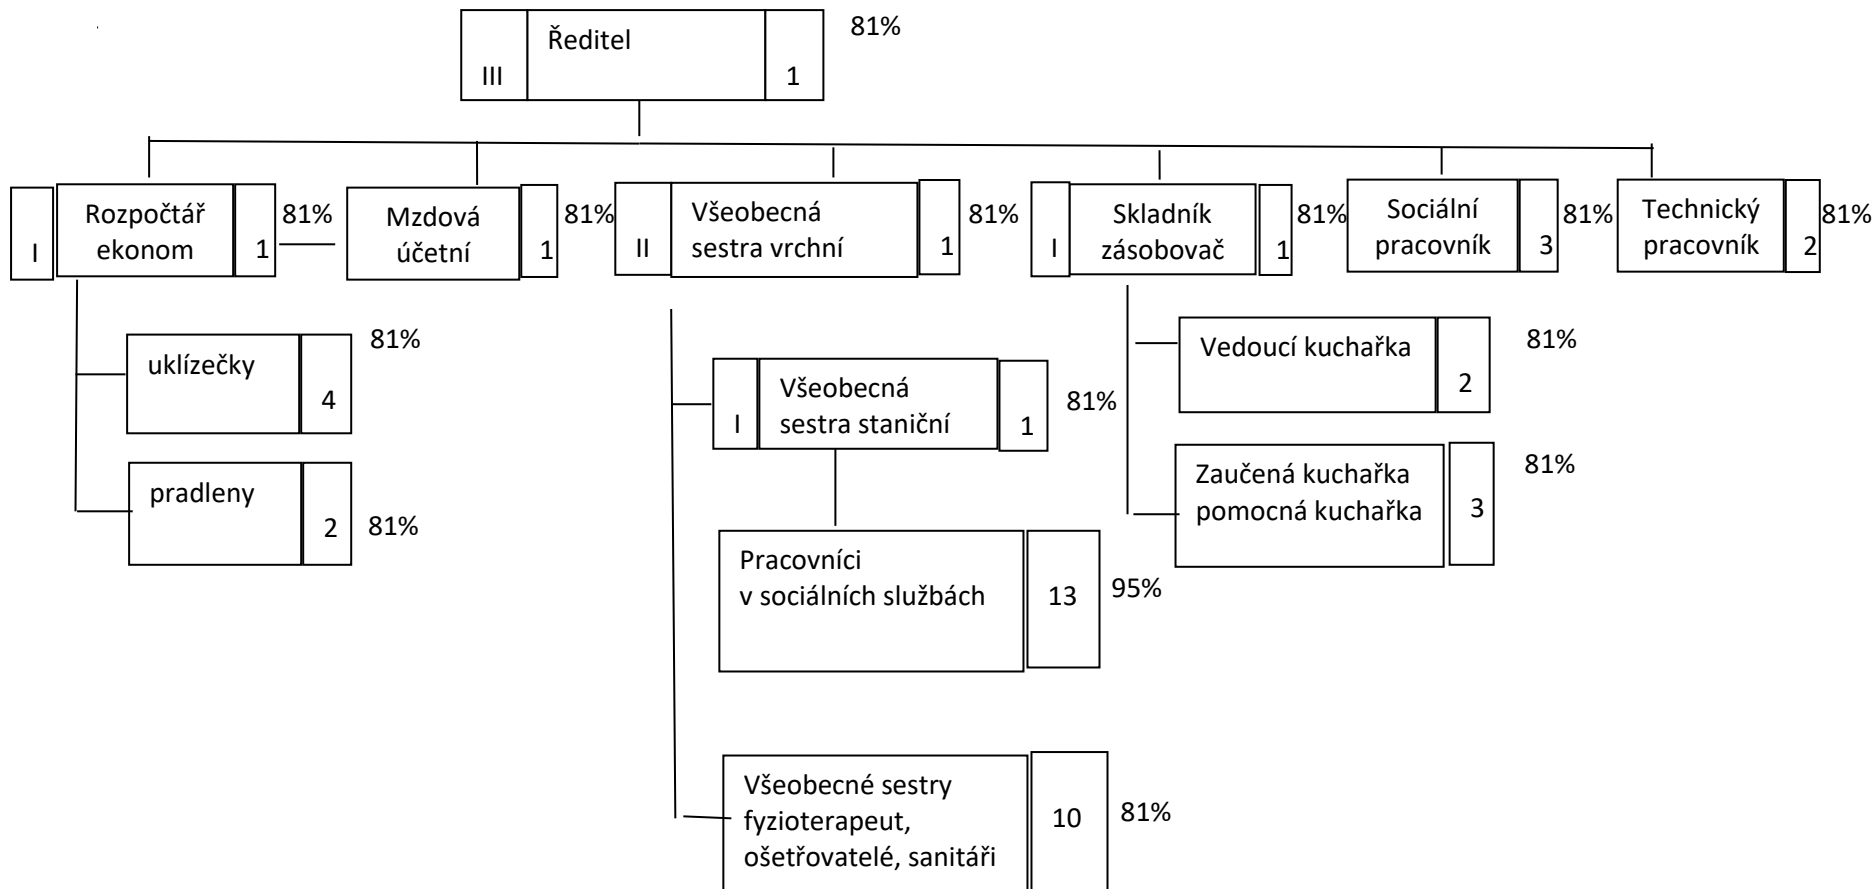 Ředitel
III
1
81%
I
Rozpočtář
ekonom
1
81%
Mzdová
účetní
1
81%
II
Všeobecná
sestra vrchní
1
81%
I
Skladník
zásobovač
1
81%
Sociální
pracovník
3
81%
Technický
pracovník
2
81%
uklízečky
4
81%
pradleny
2
81%
I
Všeobecná
sestra staniční
1
81%
Pracovníci
v sociálních službách
13
95%
Všeobecné sestry
fyzioterapeut,
ošetřovatelé, sanitáři
10
81%
Vedoucí kuchařka
2
81%
Zaučená kuchařka
pomocná kuchařka
3
81%